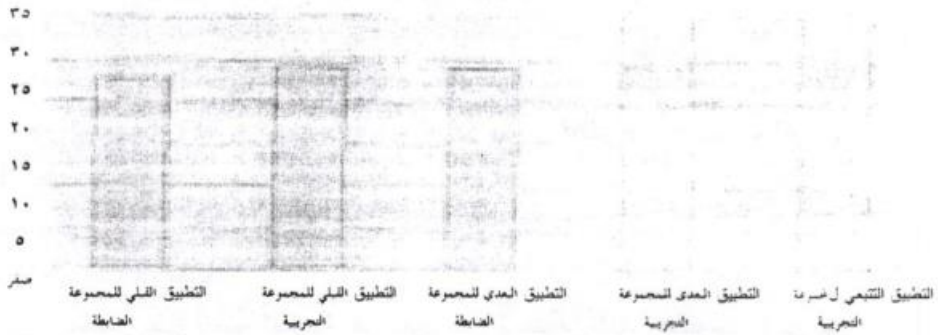 ٣٥
٣٠
٢٥
٢٠
١٥
١٠
٥
صفر
التطبيق القبلي للمجموعة
الضابطة
التطبيق القبلي للمجموعة
التجريبية
التطبيق البعدي للمجموعة
الضابطة
التطبيق البعدي للمجموعة
التجريبية
التطبيق التتبعي
التجريبية